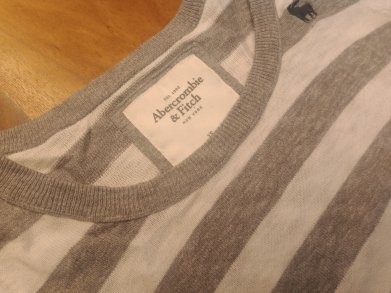 EST. 1892
Abercrombie
& Fitch
NEW YORK